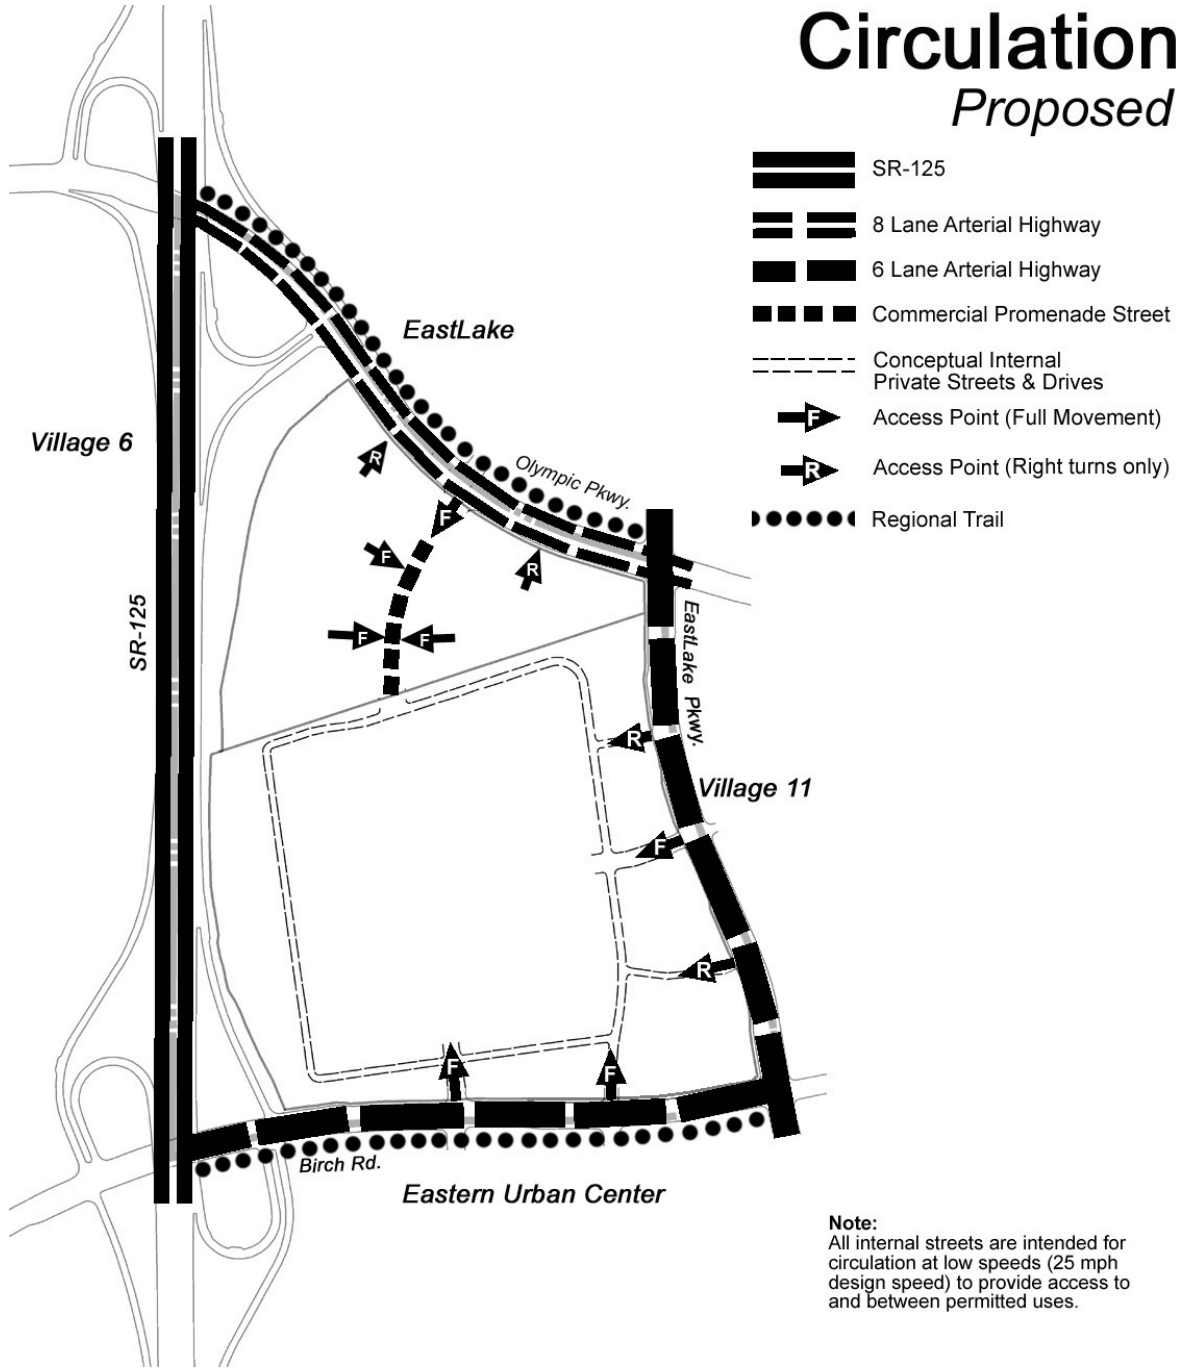 Circulation
Proposed
SR-125
8 Lane Arterial Highway
6 Lane Arterial Highway
Commercial Promenade Street
Conceptual Internal
Private Streets & Drives
F
Access Point (Full Movement)
R
Access Point (Right turns only)
Regional Trail
EastLake
Village 6
R
Olympic Pkwy.
F
F
R
SR-125
F
F
EastLake Pkwy.
R
Village 11
F
R
F
F
Birch Rd.
Eastern Urban Center
Note:
All internal streets are intended for
circulation at low speeds (25 mph
design speed) to provide access to
and between permitted uses.